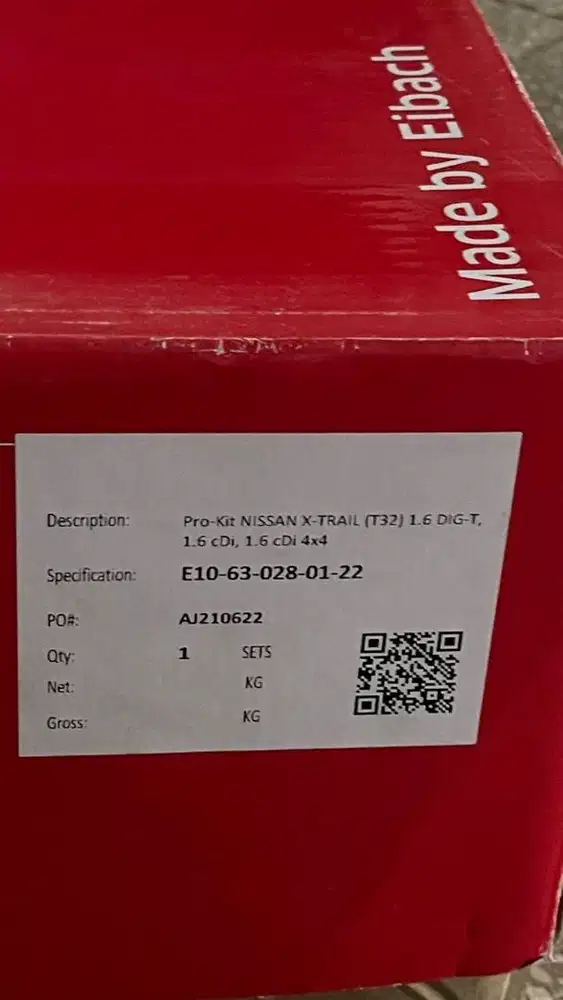 Made by Eibach
Description: Pro-Kit NISSAN X-TRAIL (T32) 1.6 DIG-T,
1.6 cDi, 1.6 cDi 4x4
Specification: E10-63-028-01-22
PO#: AJ210622
Qty: 1 SETS
Net: KG
Gross: KG